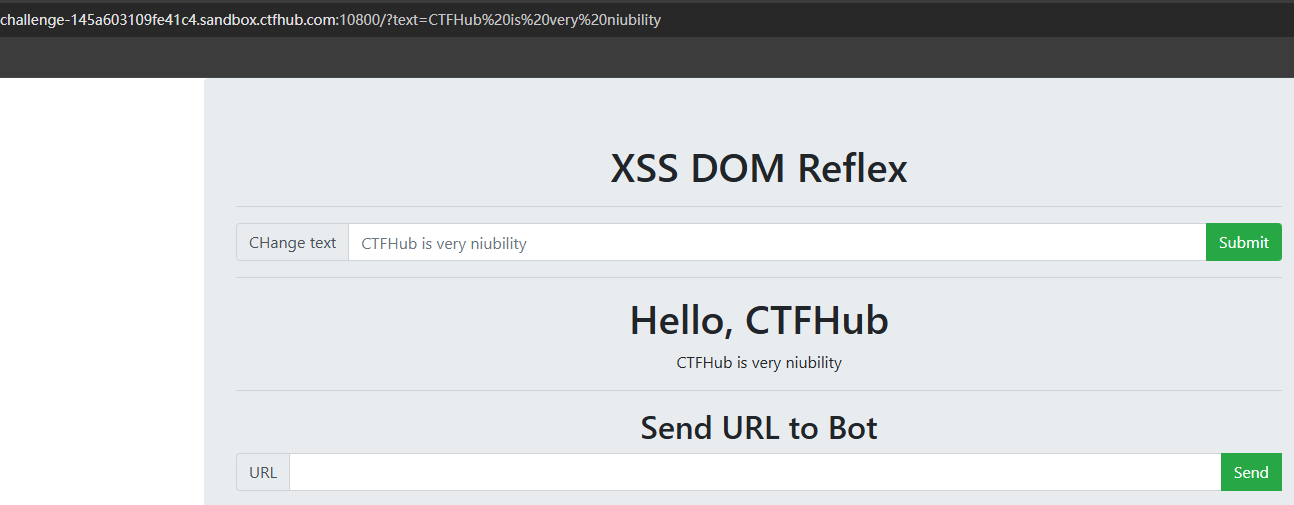 challenge-145a603109fe41c4.sandbox.ctfhub.com:10800/?text=CTFHub%20is%20very%20niubility
XSS DOM Reflex
CHange text CTFHub is very niubility Submit
Hello, CTFHub
CTFHub is very niubility
Send URL to Bot
URL Send